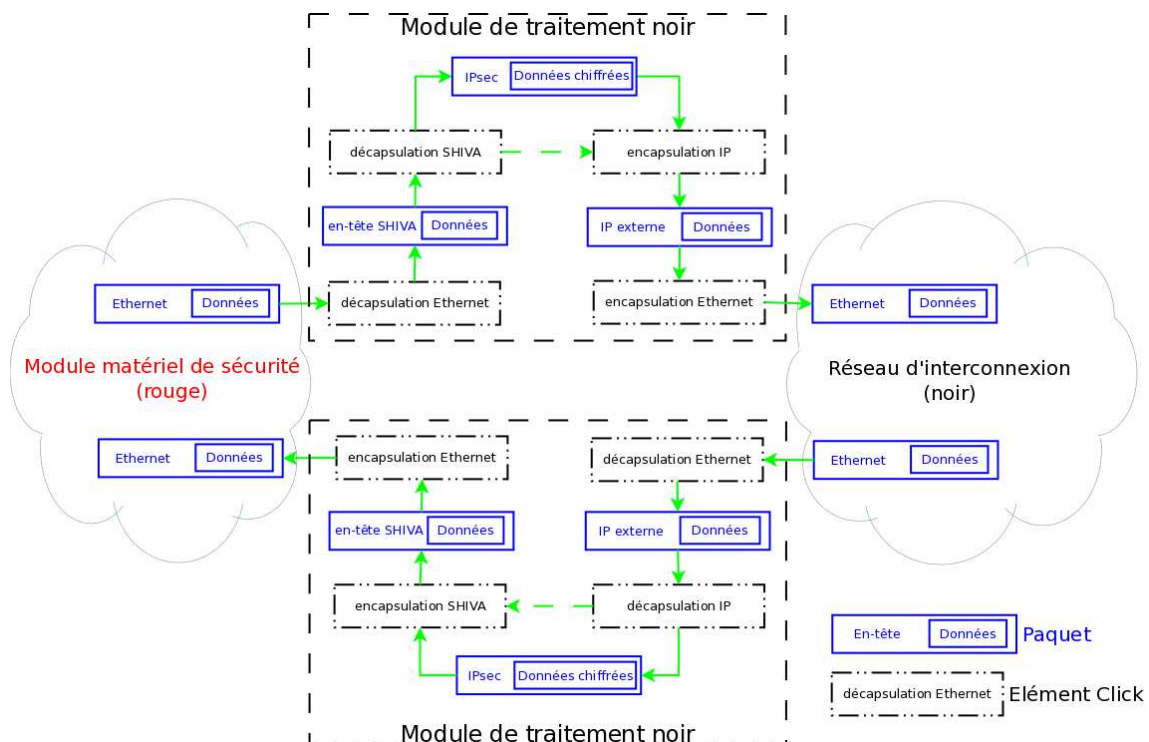 Module de traitement noir
IPsec Données chiffrées
décapsulation SHIVA
encapsulation IP
en-tête SHIVA Données
IP externe Données
Ethernet Données
décapsulation Ethernet
encapsulation Ethernet
Ethernet Données
Module matériel de sécurité
(rouge)
Réseau d'interconnexion
(noir)
Ethernet Données
encapsulation Ethernet
décapsulation Ethernet
Ethernet Données
en-tête SHIVA Données
IP externe Données
encapsulation SHIVA
décapsulation IP
IPsec Données chiffrées
Module de traitement noir
En-tête Données Paquet
décapsulation Ethernet Elément Click